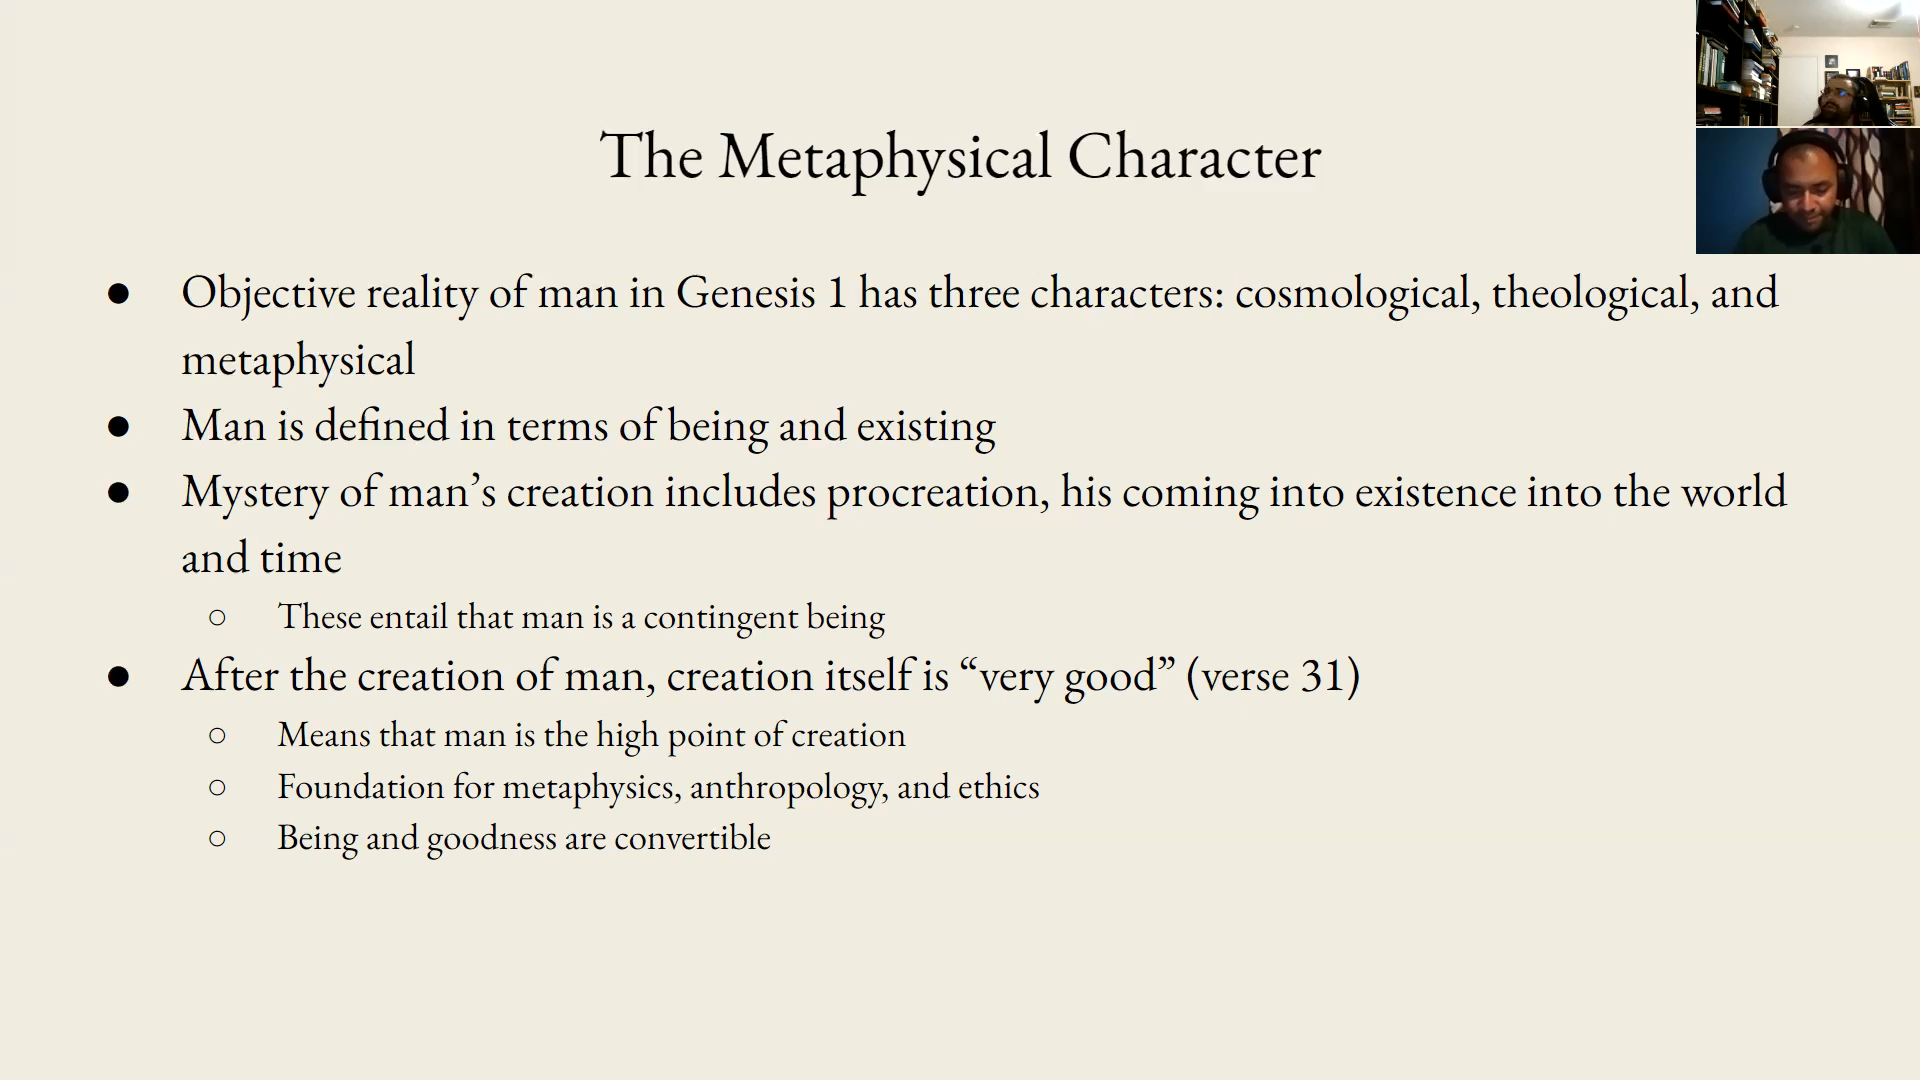 The Metaphysical Character
● Objective reality of man in Genesis 1 has three characters: cosmological, theological, and
metaphysical
● Man is defined in terms of being and existing
● Mystery of man’s creation includes procreation, his coming into existence into the world
and time
○ These entail that man is a contingent being
● After the creation of man, creation itself is “very good” (verse 31)
○ Means that man is the high point of creation
○ Foundation for metaphysics, anthropology, and ethics
○ Being and goodness are convertible